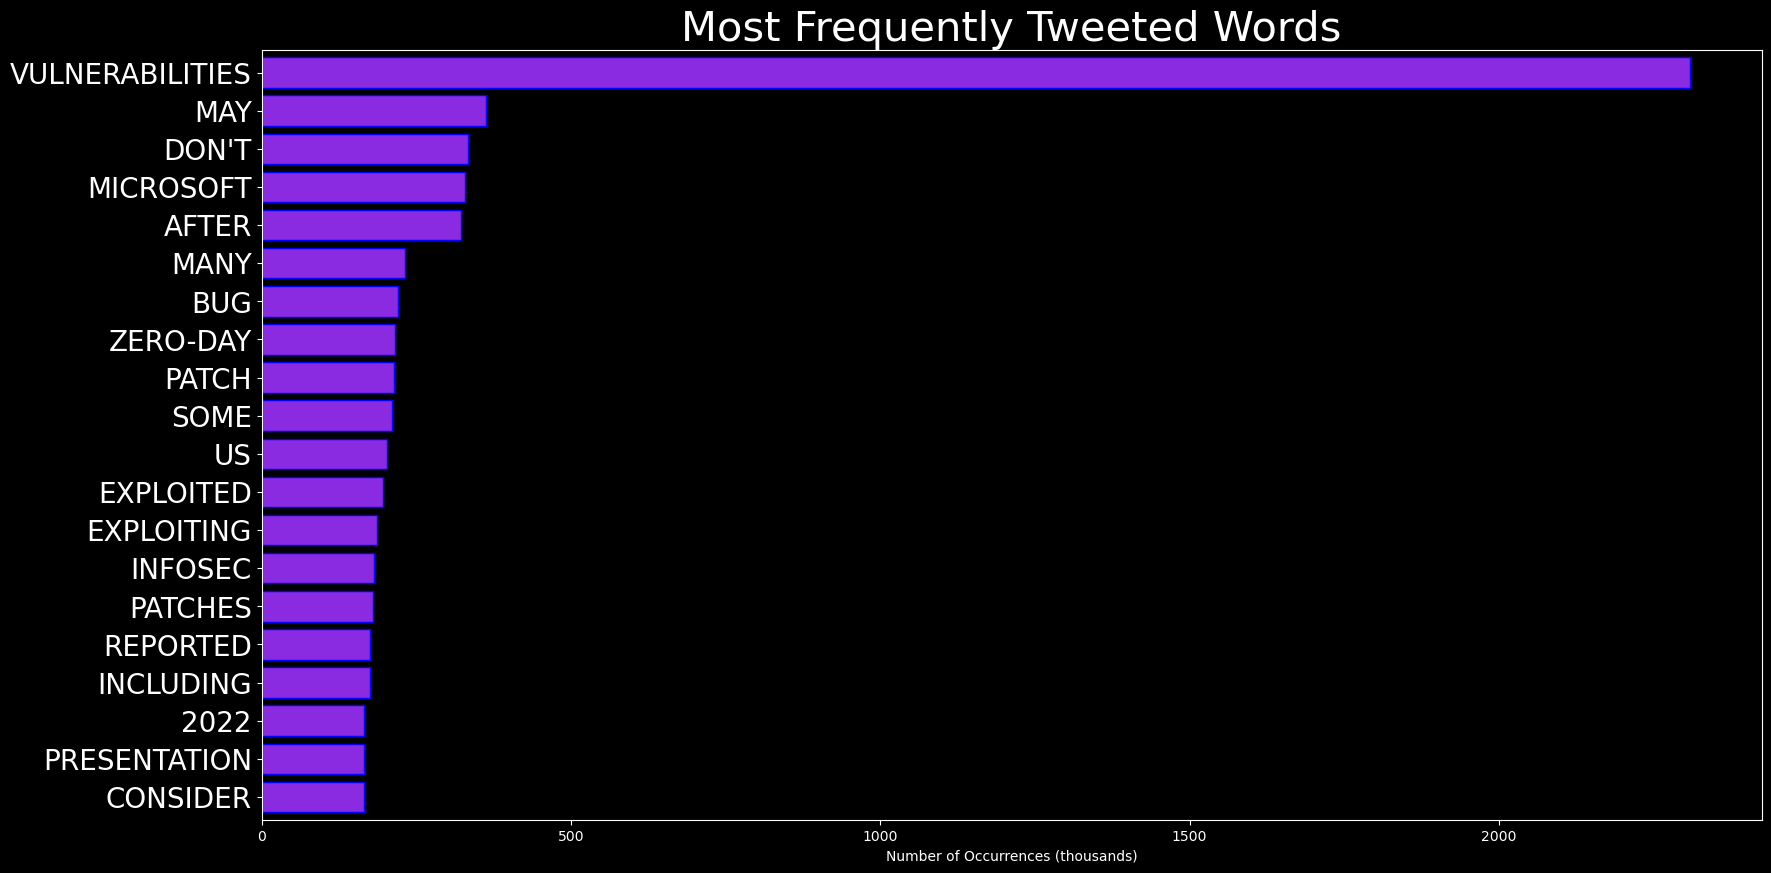 Most Frequently Tweeted Words
VULNERABILITIES
MAY
DON'T
MICROSOFT
AFTER
MANY
BUG
ZERO-DAY
PATCH
SOME
US
EXPLOITED
EXPLOITING
INFOSEC
PATCHES
REPORTED
INCLUDING
2022
PRESENTATION
CONSIDER
0 500 1000 1500 2000
Number of Occurrences (thousands)